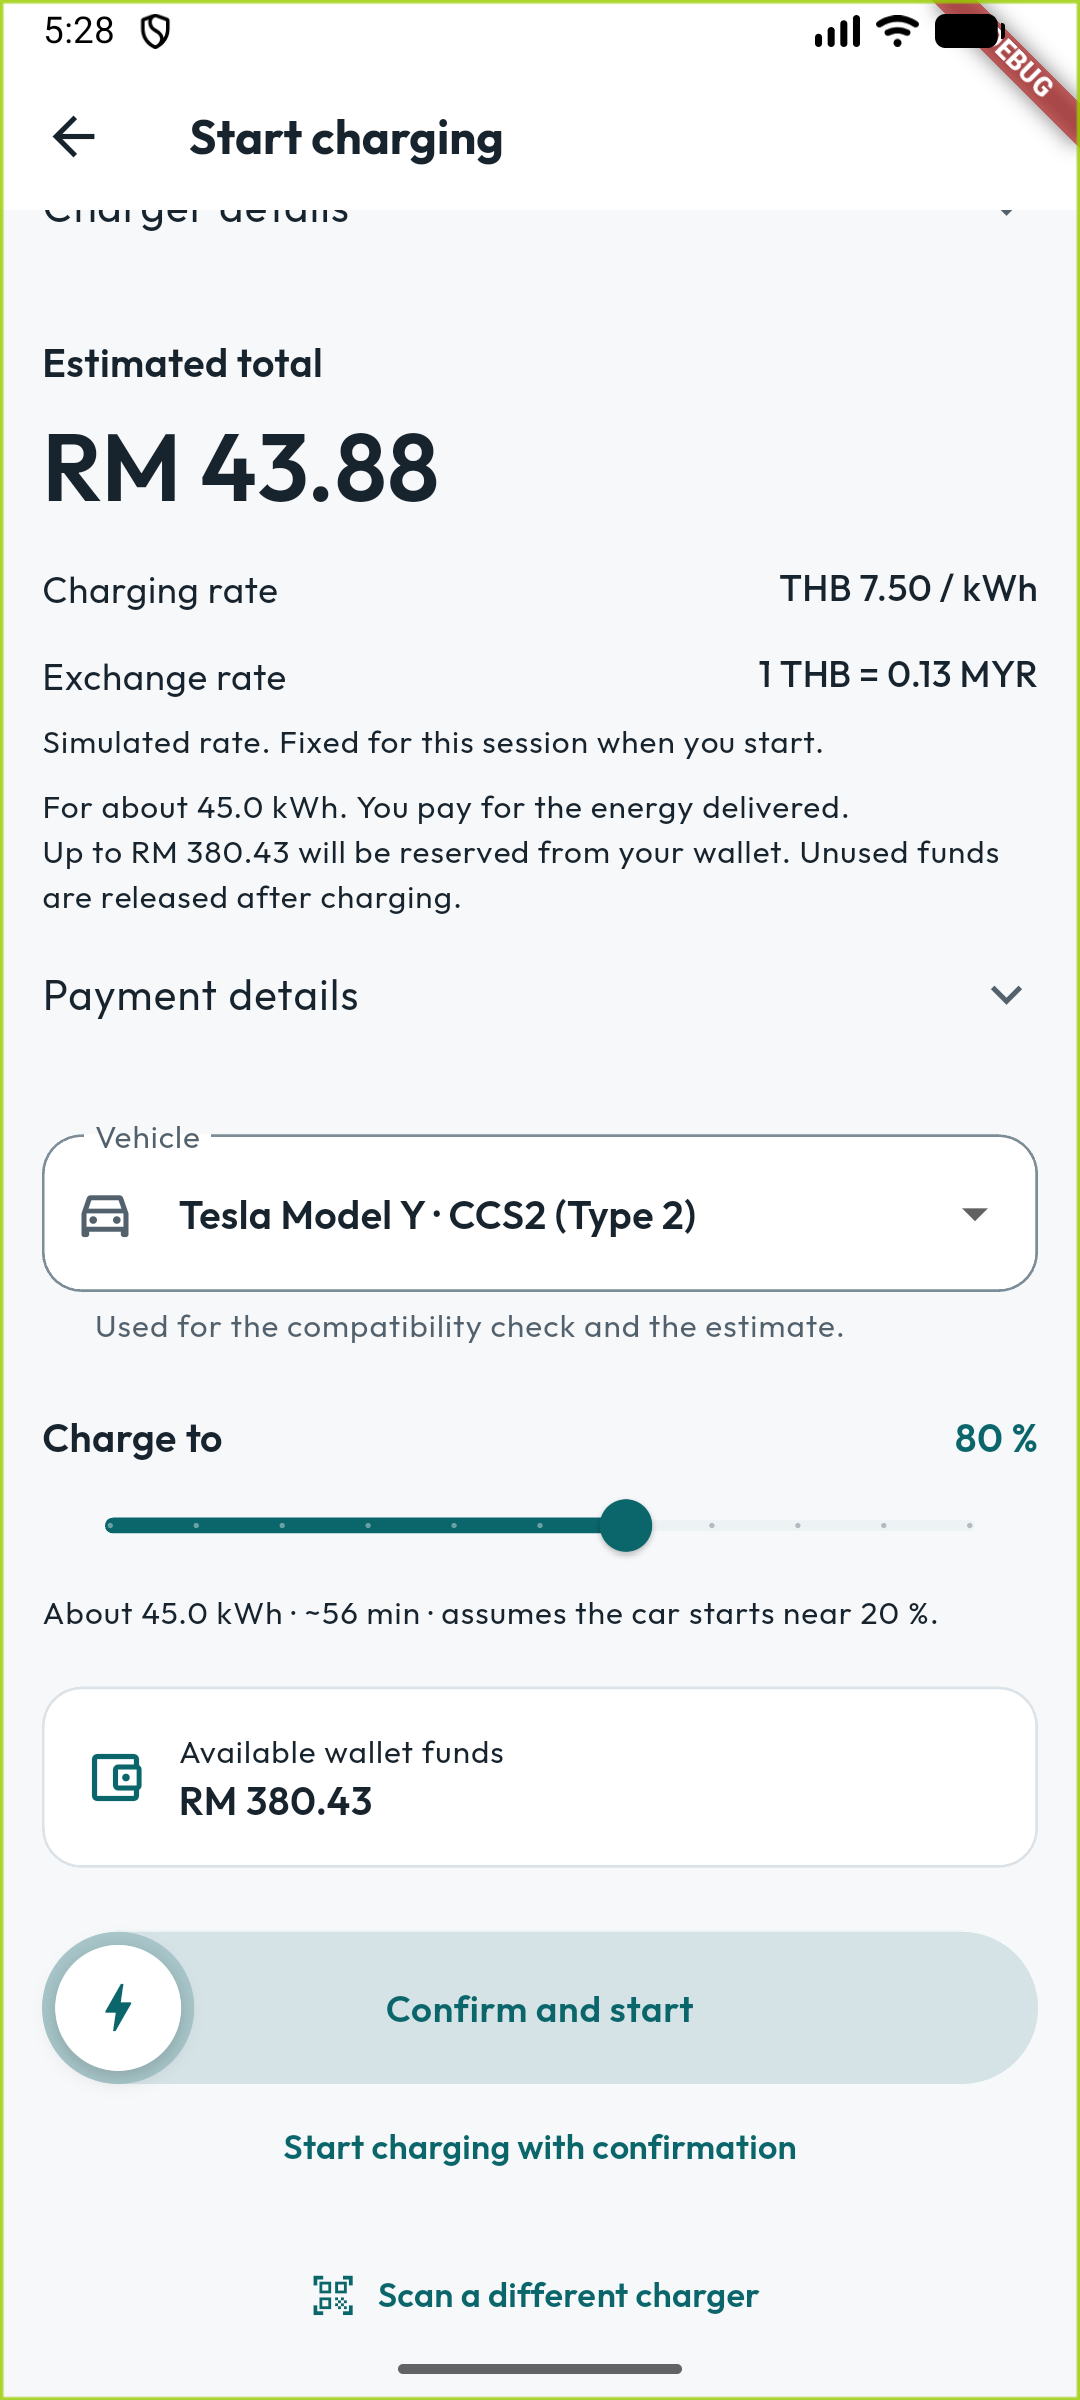 5:28
EBUG
Start charging
Charger details
Estimated total
RM 43.88
Charging rate
THB 7.50 / kWh
Exchange rate
1 THB = 0.13 MYR
Simulated rate. Fixed for this session when you start.
For about 45.0 kWh. You pay for the energy delivered.
Up to RM 380.43 will be reserved from your wallet. Unused funds
are released after charging.
Payment details
Vehicle
Tesla Model Y · CCS2 (Type 2)
Used for the compatibility check and the estimate.
Charge to
80 %
About 45.0 kWh · ~56 min · assumes the car starts near 20 %.
Available wallet funds
RM 380.43
Confirm and start
Start charging with confirmation
Scan a different charger